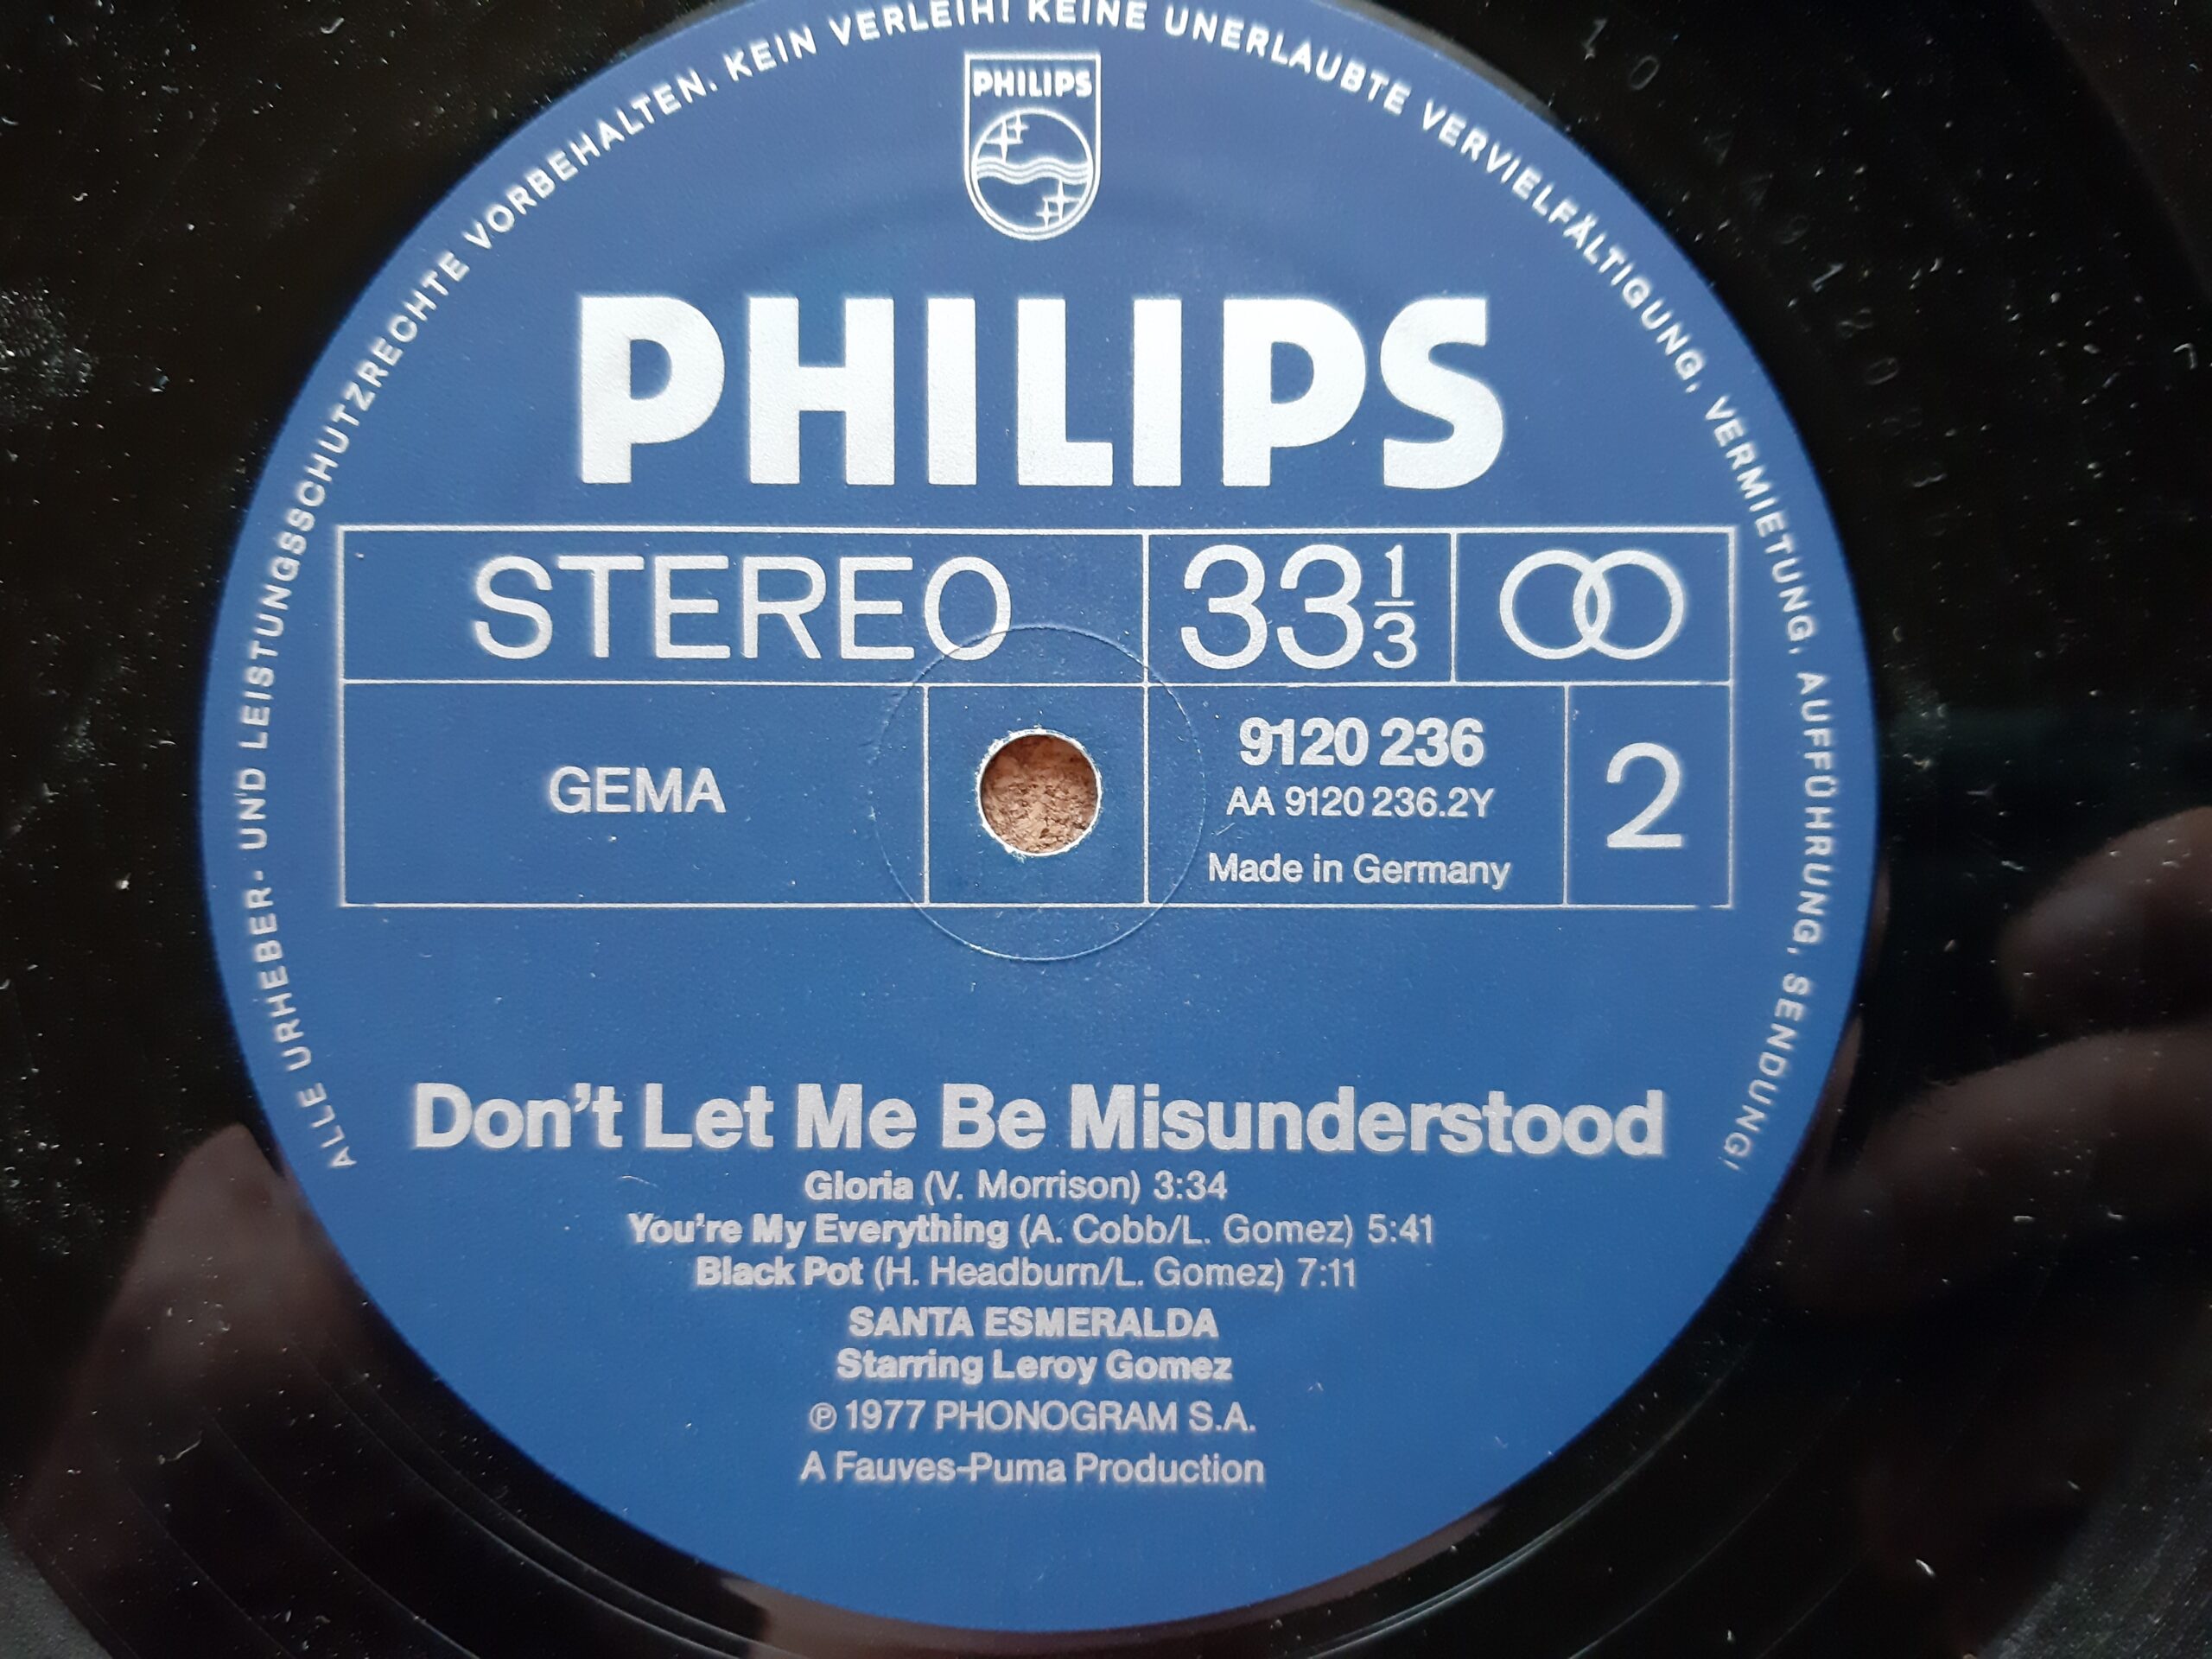 ALLE URHEBER- UND LEISTUNGSSCHUTZRECHTE VORBEHALTEN. KEIN VERLEIH! KEINE UNERLAUBTE VERVIELFÄLTIGUNG, VERMIETUNG, AUFFÜHRUNG, SENDUNG!
PHILIPS
PHILIPS
STEREO
33 1/3
GEMA
9120 236
AA 9120 236.2Y
Made in Germany
2
Don't Let Me Be Misunderstood
Gloria (V. Morrison) 3:34
You're My Everything (A. Cobb/L. Gomez) 5:41
Black Pot (H. Headburn/L. Gomez) 7:11
SANTA ESMERALDA
Starring Leroy Gomez
℗ 1977 PHONOGRAM S.A.
A Fauves-Puma Production